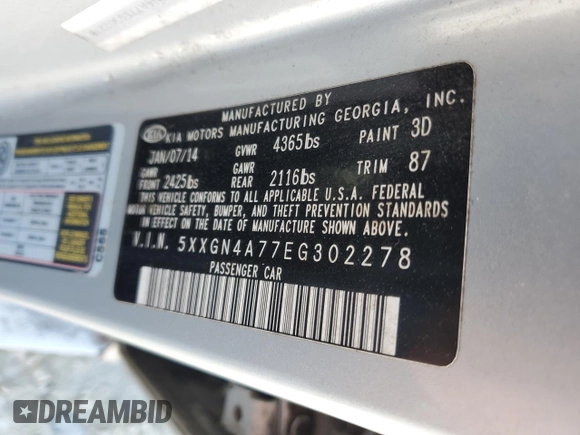 MANUFACTURED BY
KIA KIA MOTORS MANUFACTURING GEORGIA, INC.
JAN/07/14 GVWR 4365lbs PAINT 3D
GAWR FRONT 2425lbs GAWR REAR 2116lbs TRIM 87
THIS VEHICLE CONFORMS TO ALL APPLICABLE U.S.A. FEDERAL
MOTOR VEHICLE SAFETY, BUMPER, AND THEFT PREVENTION STANDARDS
IN EFFECT ON THE DATE OF MANUFACTURE SHOWN ABOVE.
V.I.N. 5XXGN4A77EG302278
PASSENGER CAR
C565
DREAMBID